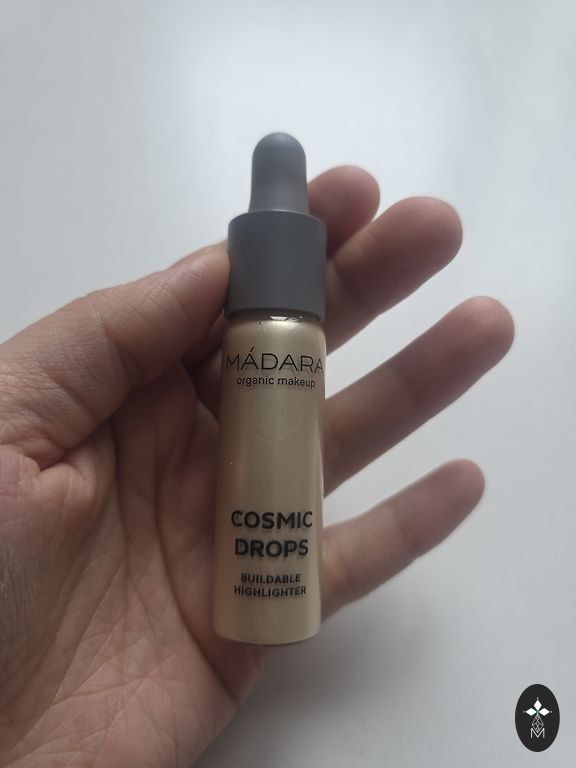 MÁDARA
organic makeup
COSMIC
DROPS
BUILDABLE
HIGHLIGHTER
M